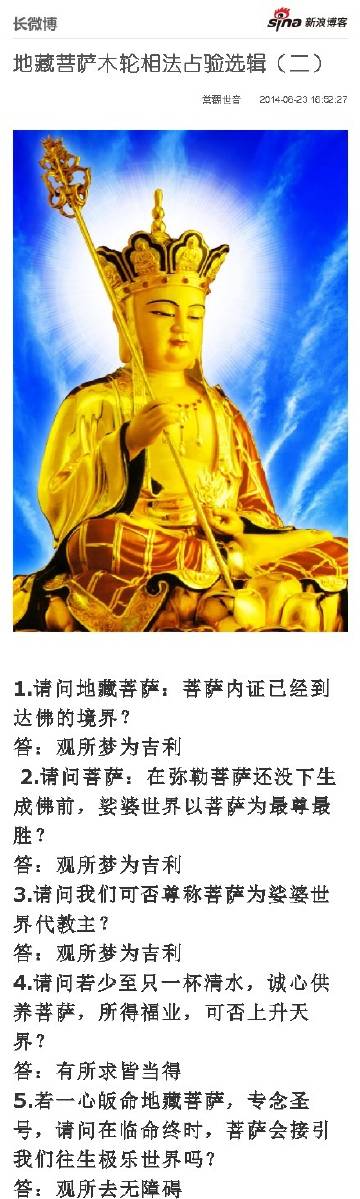 长微博
sina 新浪博客
地藏菩萨木轮相法占验选辑（二）
2014-06-23 16:52:27
1.请问地藏菩萨：菩萨内证已经到
达佛的境界？
答：观所梦为吉利
2.请问菩萨：在弥勒菩萨还没下生
成佛前，娑婆世界以菩萨为最尊最
胜？
答：观所梦为吉利
3.请问我们可否尊称菩萨为娑婆世
界代教主？
答：观所梦为吉利
4.请问若少至只一杯清水，诚心供
养菩萨，所得福业，可否上升天
界？
答：有所求皆当得
5.若一心皈命地藏菩萨，专念圣
号，请问在临命终时，菩萨会接引
我们往生极乐世界吗？
答：观所去无障碍